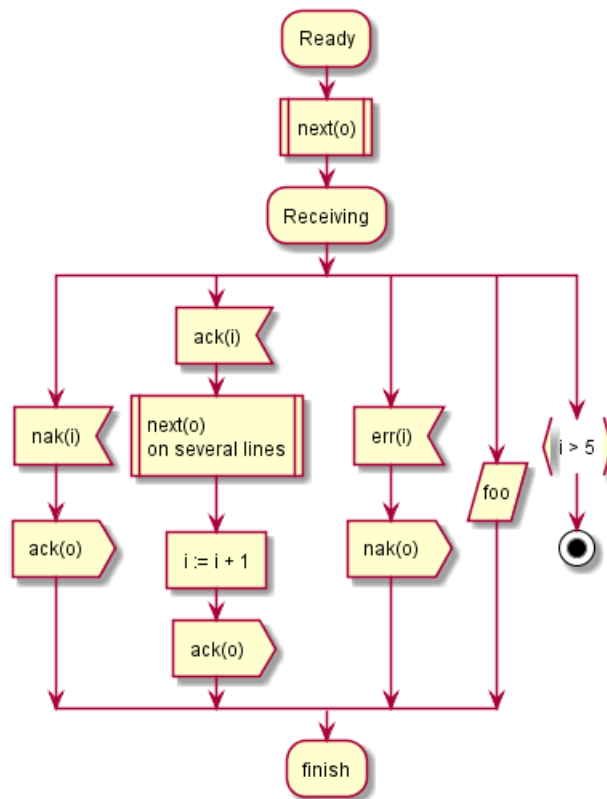 Ready
next(o)
Receiving
nak(i)
ack(o)
ack(i)
next(o)
on several lines
i := i + 1
ack(o)
err(i)
nak(o)
foo
i > 5
finish